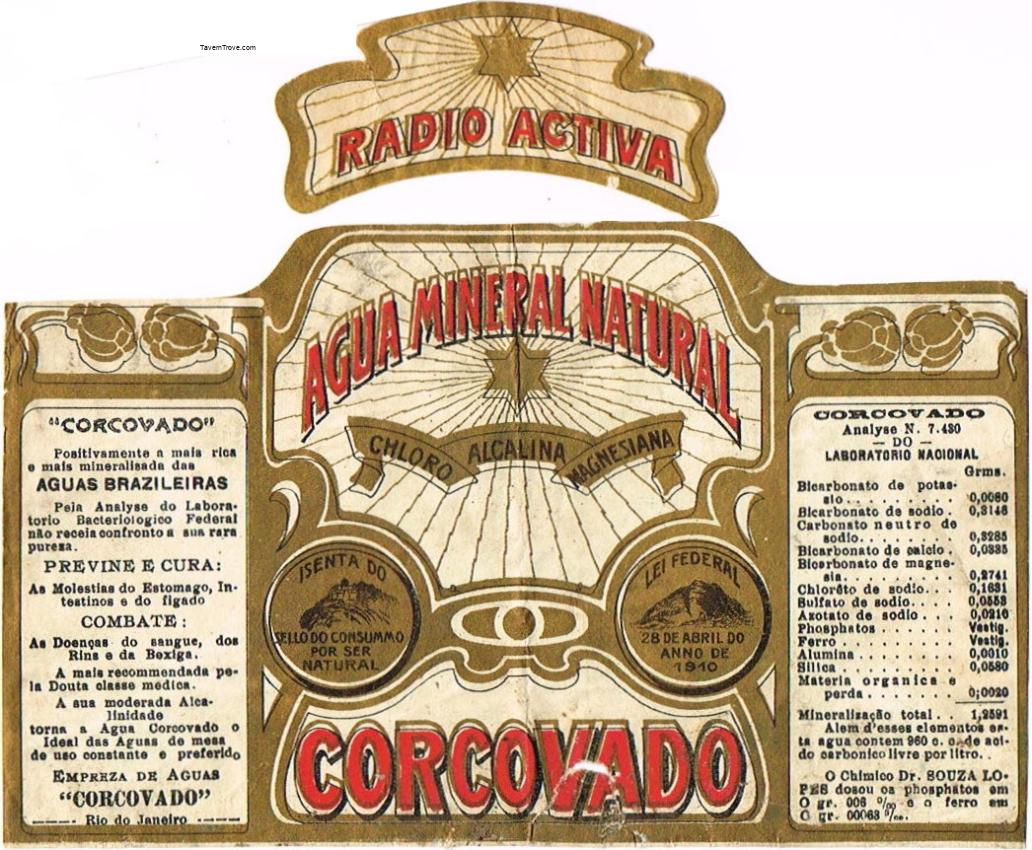 TavernTrove.com
RADIO ACTIVA
AGUA MINERAL NATURAL
CHLORO ALCALINA MAGNESIANA
ISENTA DO
SELLO DO CONSUMMO
POR SER
NATURAL
LEI FEDERAL
28 DE ABRIL DO
ANNO DE
1910
CORCOVADO
"CORCOVADO"
Positivamente a mais rica
e mais mineralisada das
AGUAS BRAZILEIRAS
Pela Analyse do Labora-
torio Bacteriologico Federal
não receia confronto a sua rara
pureza.
PREVINE E CURA:
As Molestias do Estomago, In-
testinos e do figado
COMBATE:
As Doenças do sangue, dos
Rins e da Bexiga.
A mais recommendada pe-
la Douta classe medica.
A sua moderada Alca-
linidade
torna a Agua Corcovado o
Ideal das Aguas de mesa
de uso constante e preferido
EMPREZA DE AGUAS
"CORCOVADO"
Rio do Janeiro
CORCOVADO
Analyse N. 7.480
— DO —
LABORATORIO NACIONAL
Grms.
Bicarbonato de potas-
sio . . . . . . . . . 0,0060
Bicarbonato de sodio . 0,3146
Carbonato neutro de
sodio. . . . . . . . 0,3285
Bicarbonato de calcio . 0,0335
Bicarbonato de magne-
sia. . . . . . . . . 0,2741
Chlorêto de sodio. . . 0,1631
Sulfato de sodio. . . . 0,0553
Azotato de sodio . . . 0,0216
Phosphatos . . . . . . Vestig.
Ferro . . . . . . . . . Vestig.
Alumina . . . . . . . 0,0010
Silica . . . . . . . . . 0,0580
Materia organica e
perda. . . . . . . . 0;0020
Mineralização total . . 1,2591
Alem d'esses elementos es-
ta agua contem 960 c. c. de aci-
do carbonico livre por litro. .
O Chimico Dr. SOUZA LO-
PES dosou os phosphatos em
O gr. 006 ‰ e o ferro em
O gr. 00063 ‰.